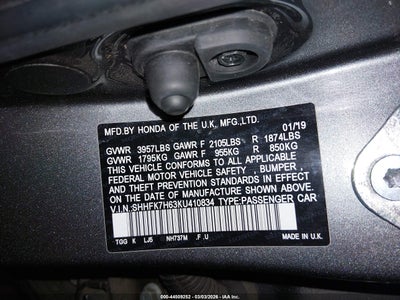 MFD.BY HONDA OF THE U.K. MFG.,LTD.
01/19
GVWR 3957LBS GAWR F 2105LBS R 1874LBS
GVWR 1795KG GAWR F 955KG R 850KG
THIS VEHICLE CONFORMS TO ALL APPLICABLE
FEDERAL MOTOR VEHICLE SAFETY, BUMPER,
AND THEFT PREVENTION STANDARDS IN EFFECT
ON THE DATE OF MANUFACTURE SHOWN ABOVE.
V.I.N:SHHFK7H63KU410834 TYPE:PASSENGER CAR
TGG K LJ5 NH737M .F.U MADE IN U.K.
000-44509252 - 03/03/2026 - IAA Inc.